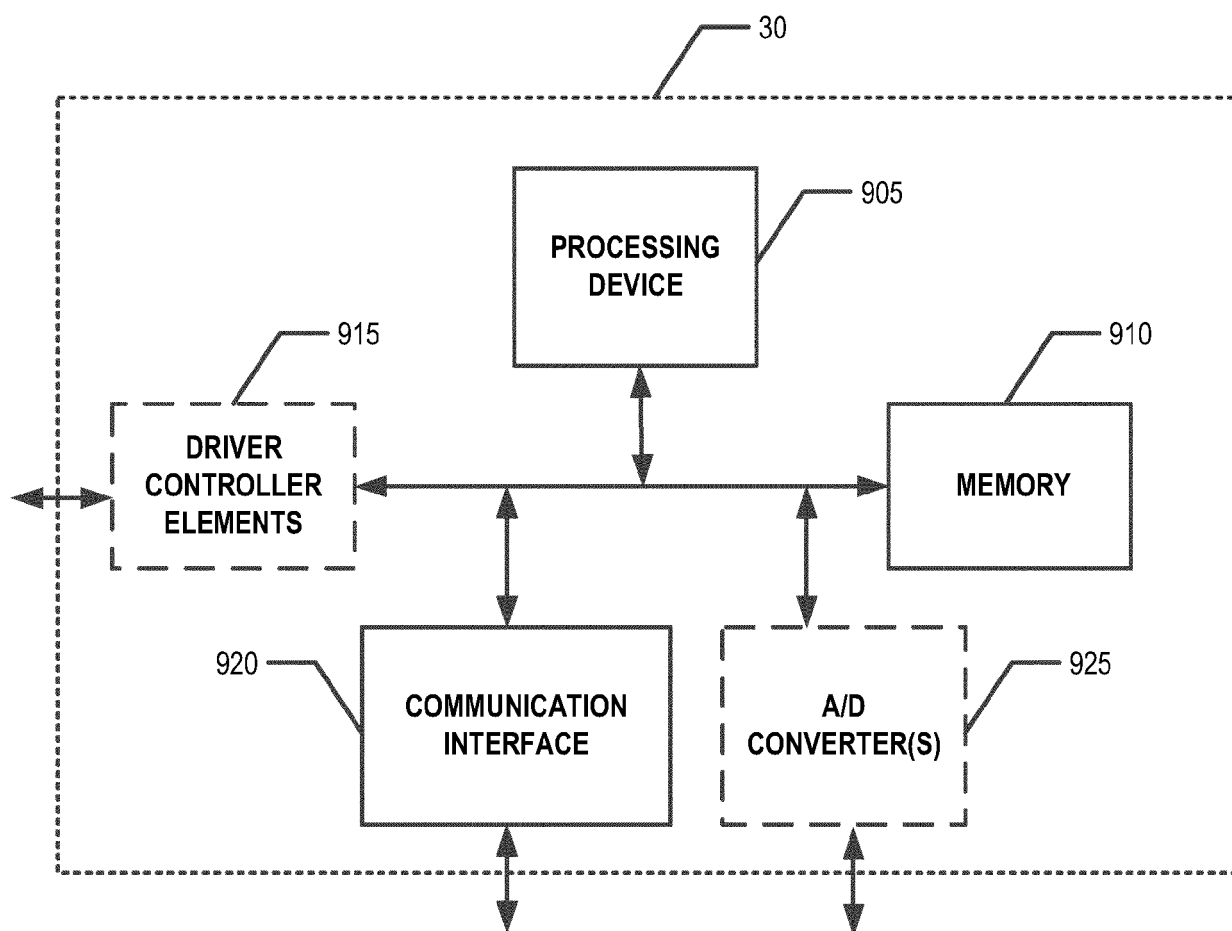 30
905
PROCESSING
DEVICE
915
910
DRIVER
CONTROLLER
ELEMENTS
MEMORY
920
925
COMMUNICATION
INTERFACE
A/D
CONVERTER(S)